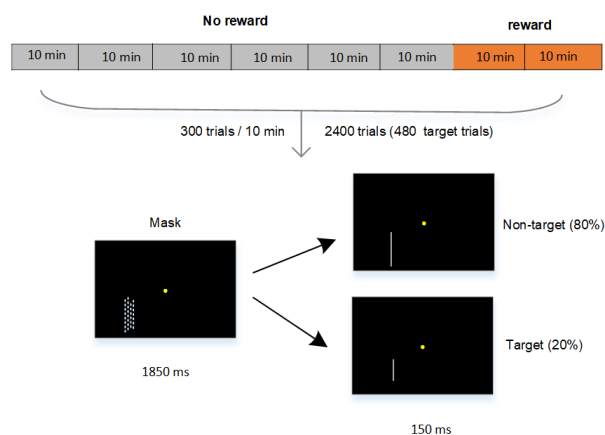 No reward
reward
10 min 10 min 10 min 10 min 10 min 10 min 10 min 10 min
300 trials / 10 min 2400 trials (480 target trials)
Mask
Non-target (80%)
Target (20%)
1850 ms
150 ms